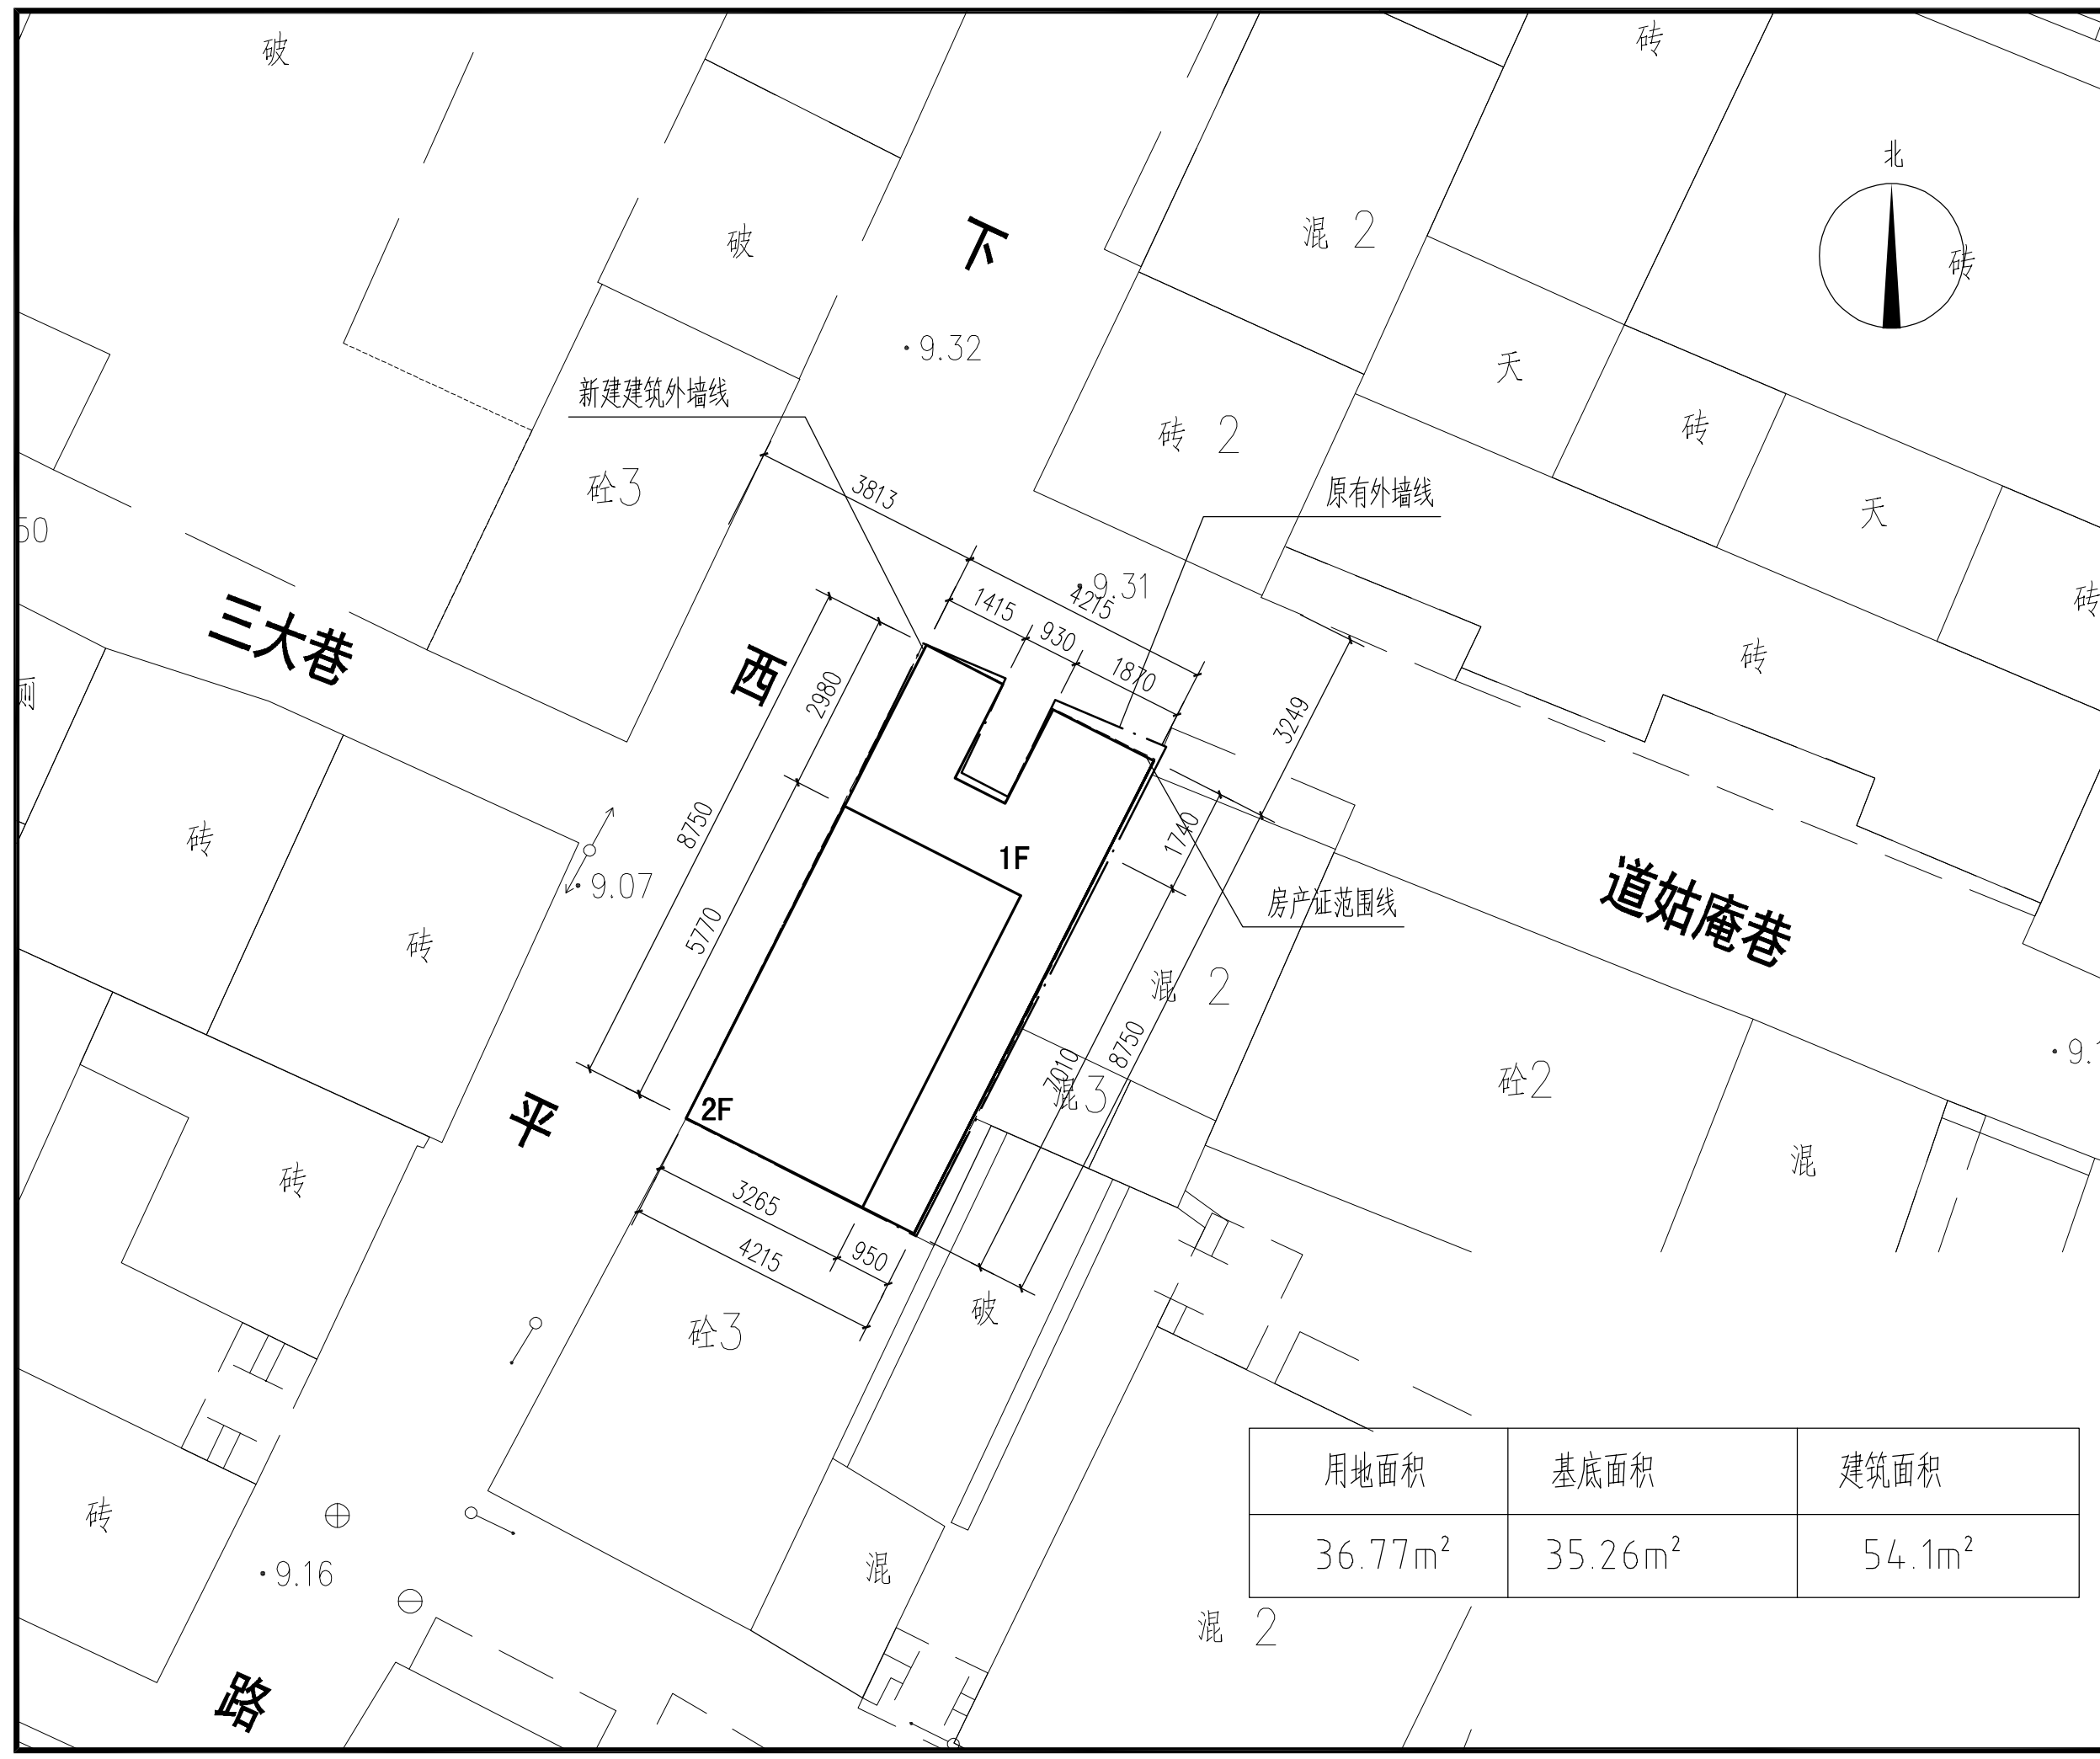 破
砖
北
破
下
混 2
砖
9.32
天
新建建筑外墙线
砖
砖 2
砼3
3813
原有外墙线
天
50
9.31
4215
1415
930
1870
三大巷
西
砖
砖
2980
3249
8750
1740
砖
1F
9.07
房产证范围线
道姑庵巷
5770
砖
混 2
7010
8750
9.1
砼2
混3
2F
平
混
砖
3265
950
4215
破
砼3
用地面积 基底面积 建筑面积
36.77m² 35.26m² 54.1m²
砖
9.16
混
混 2
路